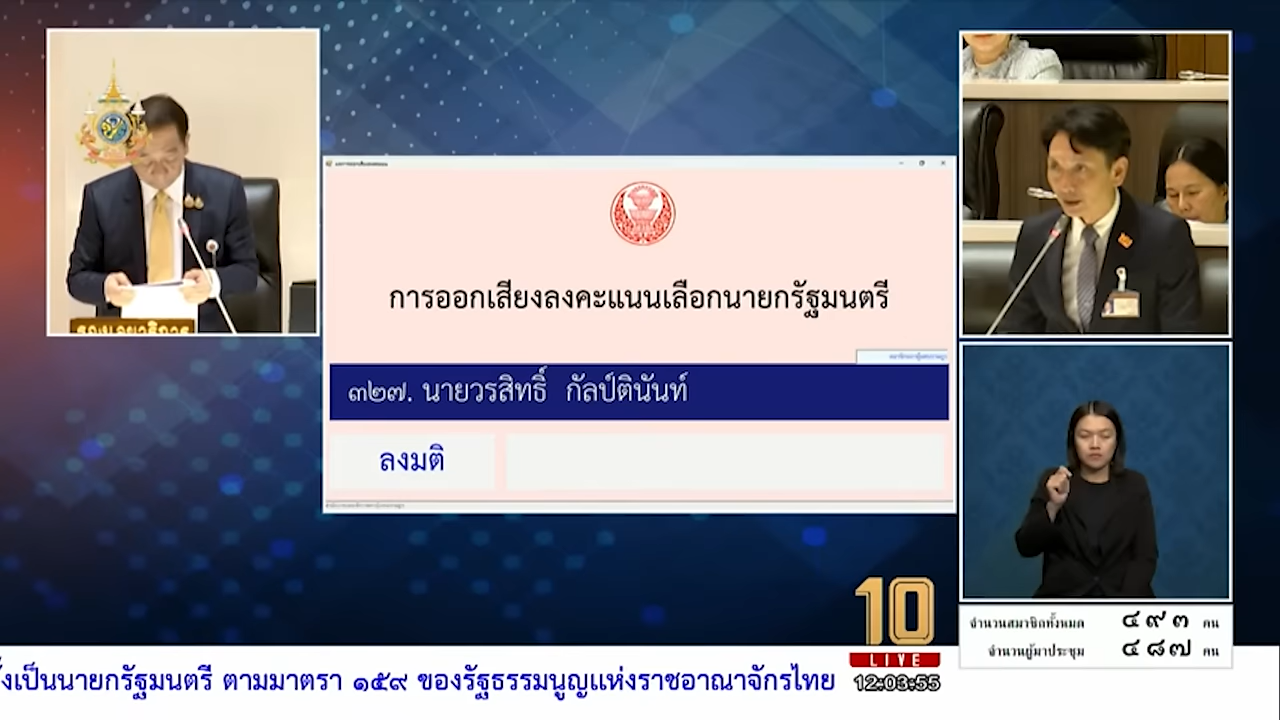 การออกเสียงลงคะแนนเลือกนายกรัฐมนตรี
๓๒๗. นายวรสิทธิ์ กัลป์ตินันท์
ลงมติ
10
LIVE
12:03:55
จำนวนสมาชิกทั้งหมด ๔๙๓ คน
จำนวนผู้มาประชุม ๔๘๗ คน
ั้งเป็นนายกรัฐมนตรี ตามมาตรา ๑๕๙ ของรัฐธรรมนูญแห่งราชอาณาจักรไทย